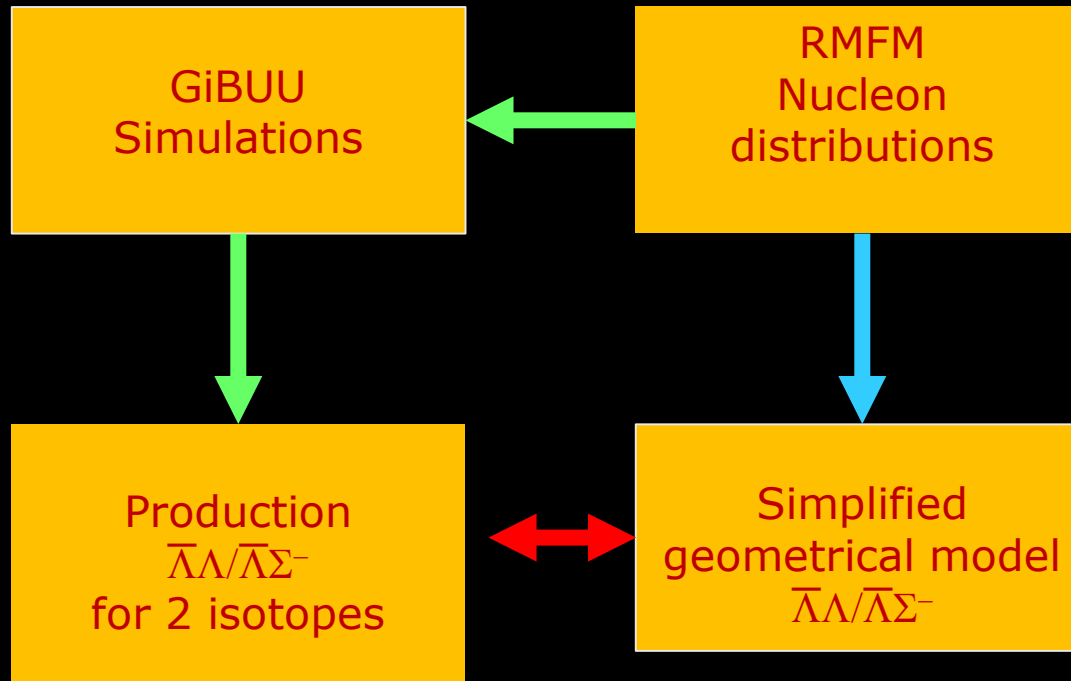 GiBUU
Simulations
RMFM
Nucleon
distributions
Production
Λ̅Λ/Λ̅Σ⁻
for 2 isotopes
Simplified
geometrical model
Λ̅Λ/Λ̅Σ⁻